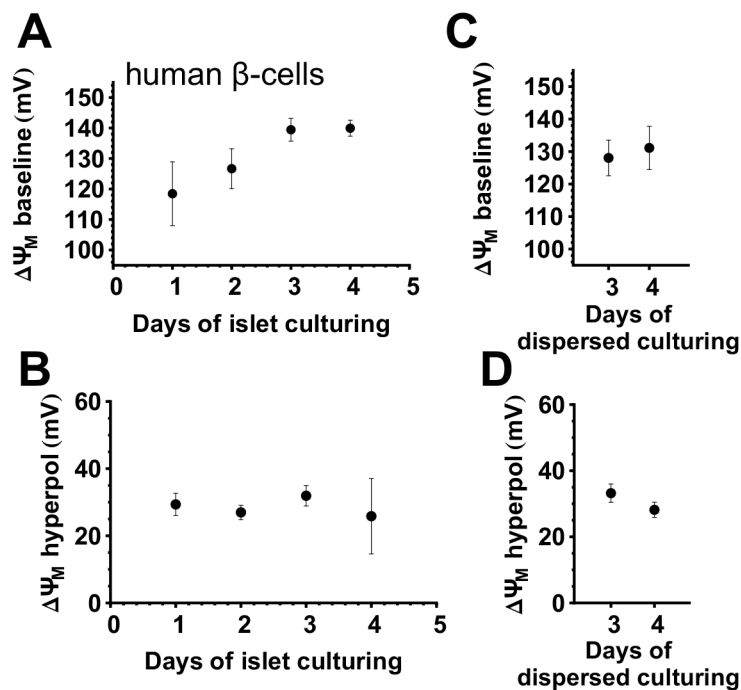 A
human β-cells
ΔΨM baseline (mV)
150
140
130
120
110
100
0 1 2 3 4 5
Days of islet culturing
C
ΔΨM baseline (mV)
150
140
130
120
110
100
3 4
Days of
dispersed culturing
B
ΔΨM hyperpol (mV)
60
40
20
0
0 1 2 3 4 5
Days of islet culturing
D
ΔΨM hyperpol (mV)
60
40
20
0
3 4
Days of
dispersed culturing